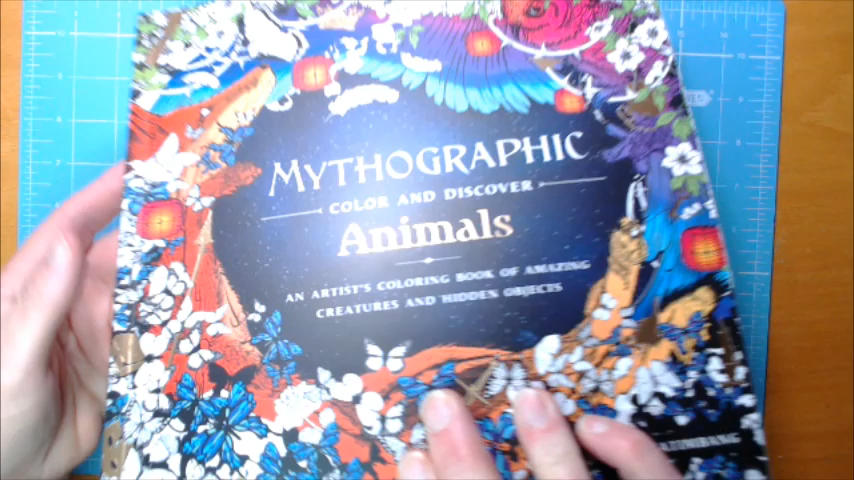 MYTHOGRAPHIC
COLOR AND DISCOVER
Animals
AN ARTIST'S COLORING BOOK OF AMAZING
CREATURES AND HIDDEN OBJECTS